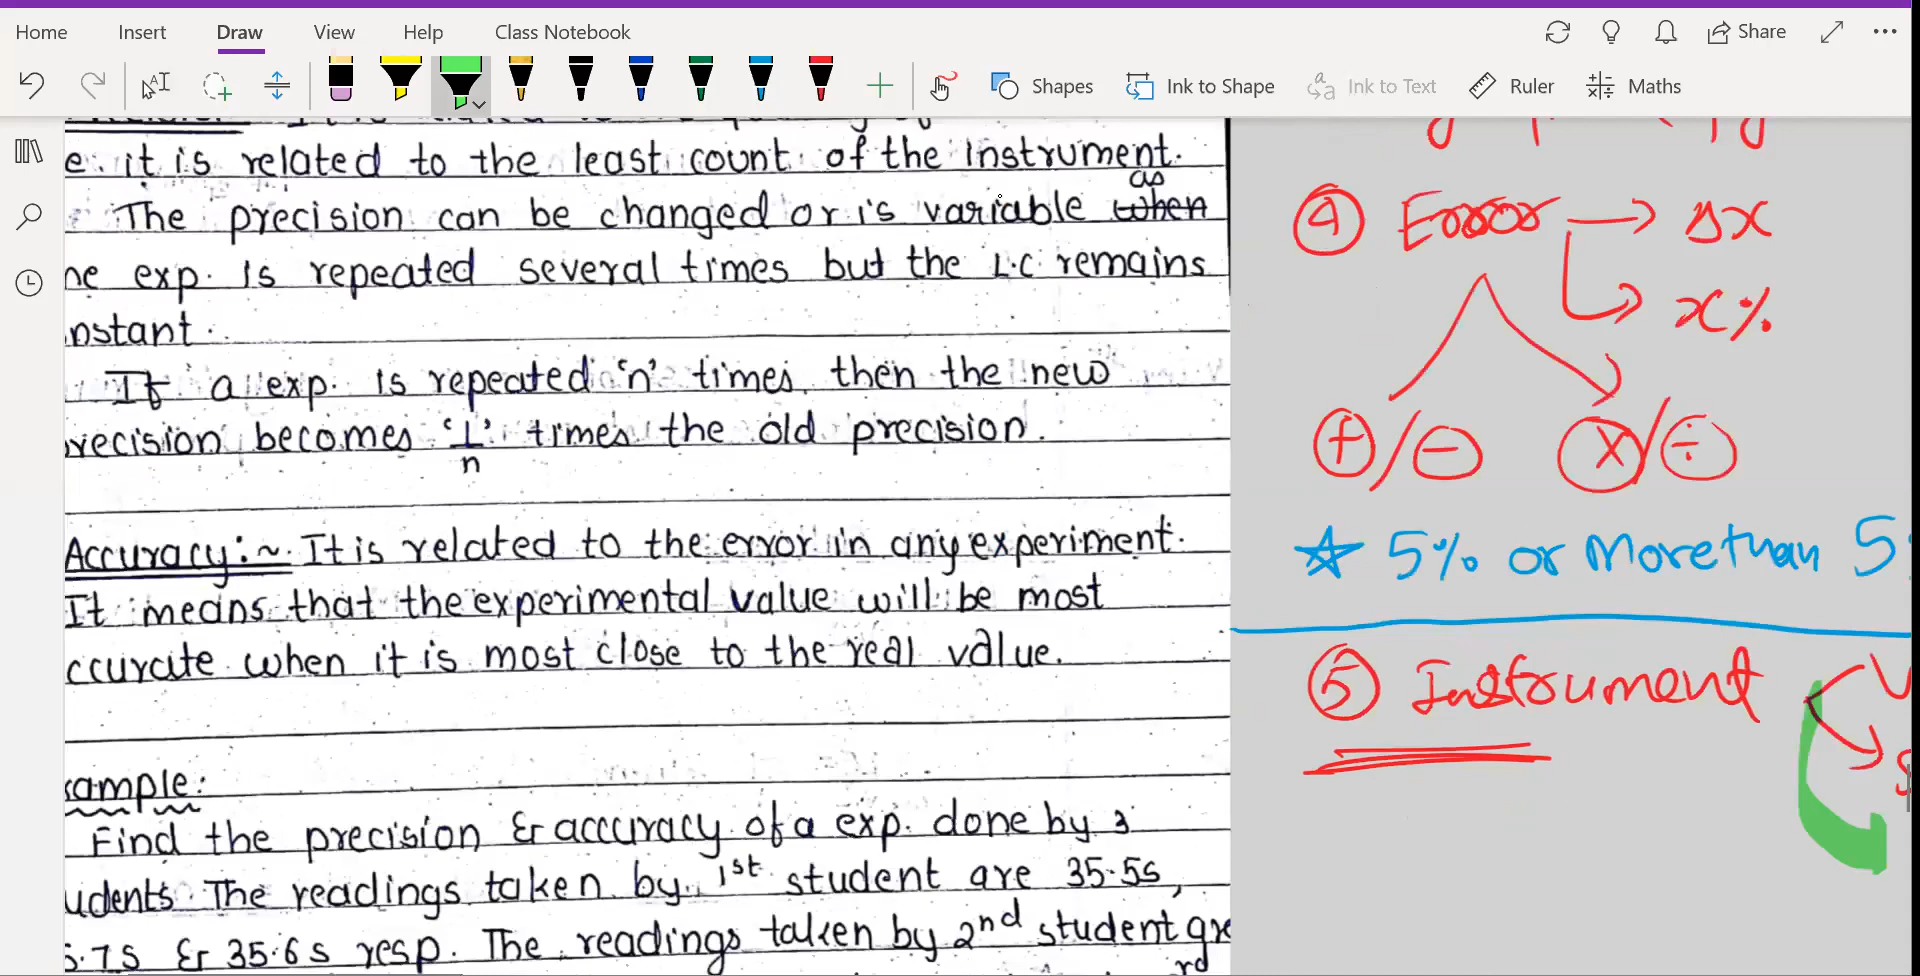 Home Insert Draw View Help Class Notebook Share
Shapes Ink to Shape Ink to Text Ruler Maths
e. it is related to the least count of the instrument.
as
The precision can be changed or is variable when
he exp. is repeated several times but the L.C remains
nstant.
If a exp. is repeated 'n' times, then the new
recision becomes '1/n' times the old precision.
Accuracy:~ It is related to the error in any experiment.
It means that the experimental value will be most
ccurate when it is most close to the real value.
xample:
Find the precision & accuracy of a exp. done by 3
udents. The readings taken by 1st student are 35.5s,
5.7s & 35.6s resp. The readings taken by 2nd student are
rd
④ Error → Δx
→ x%
+/- ×/÷
☆ 5% or More than 5
⑤ Instrument